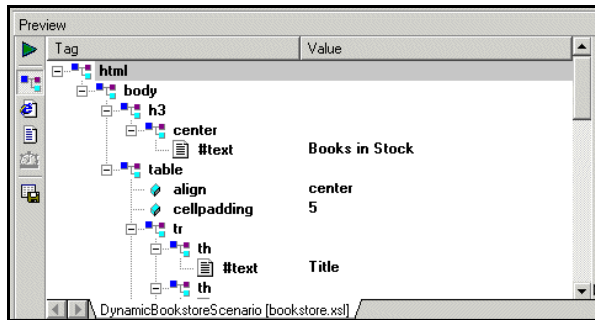 Preview
Tag Value
html
body
h3
center
#text Books in Stock
table
align center
cellpadding 5
tr
th
#text Title
th
DynamicBookstoreScenario [bookstore.xsl]